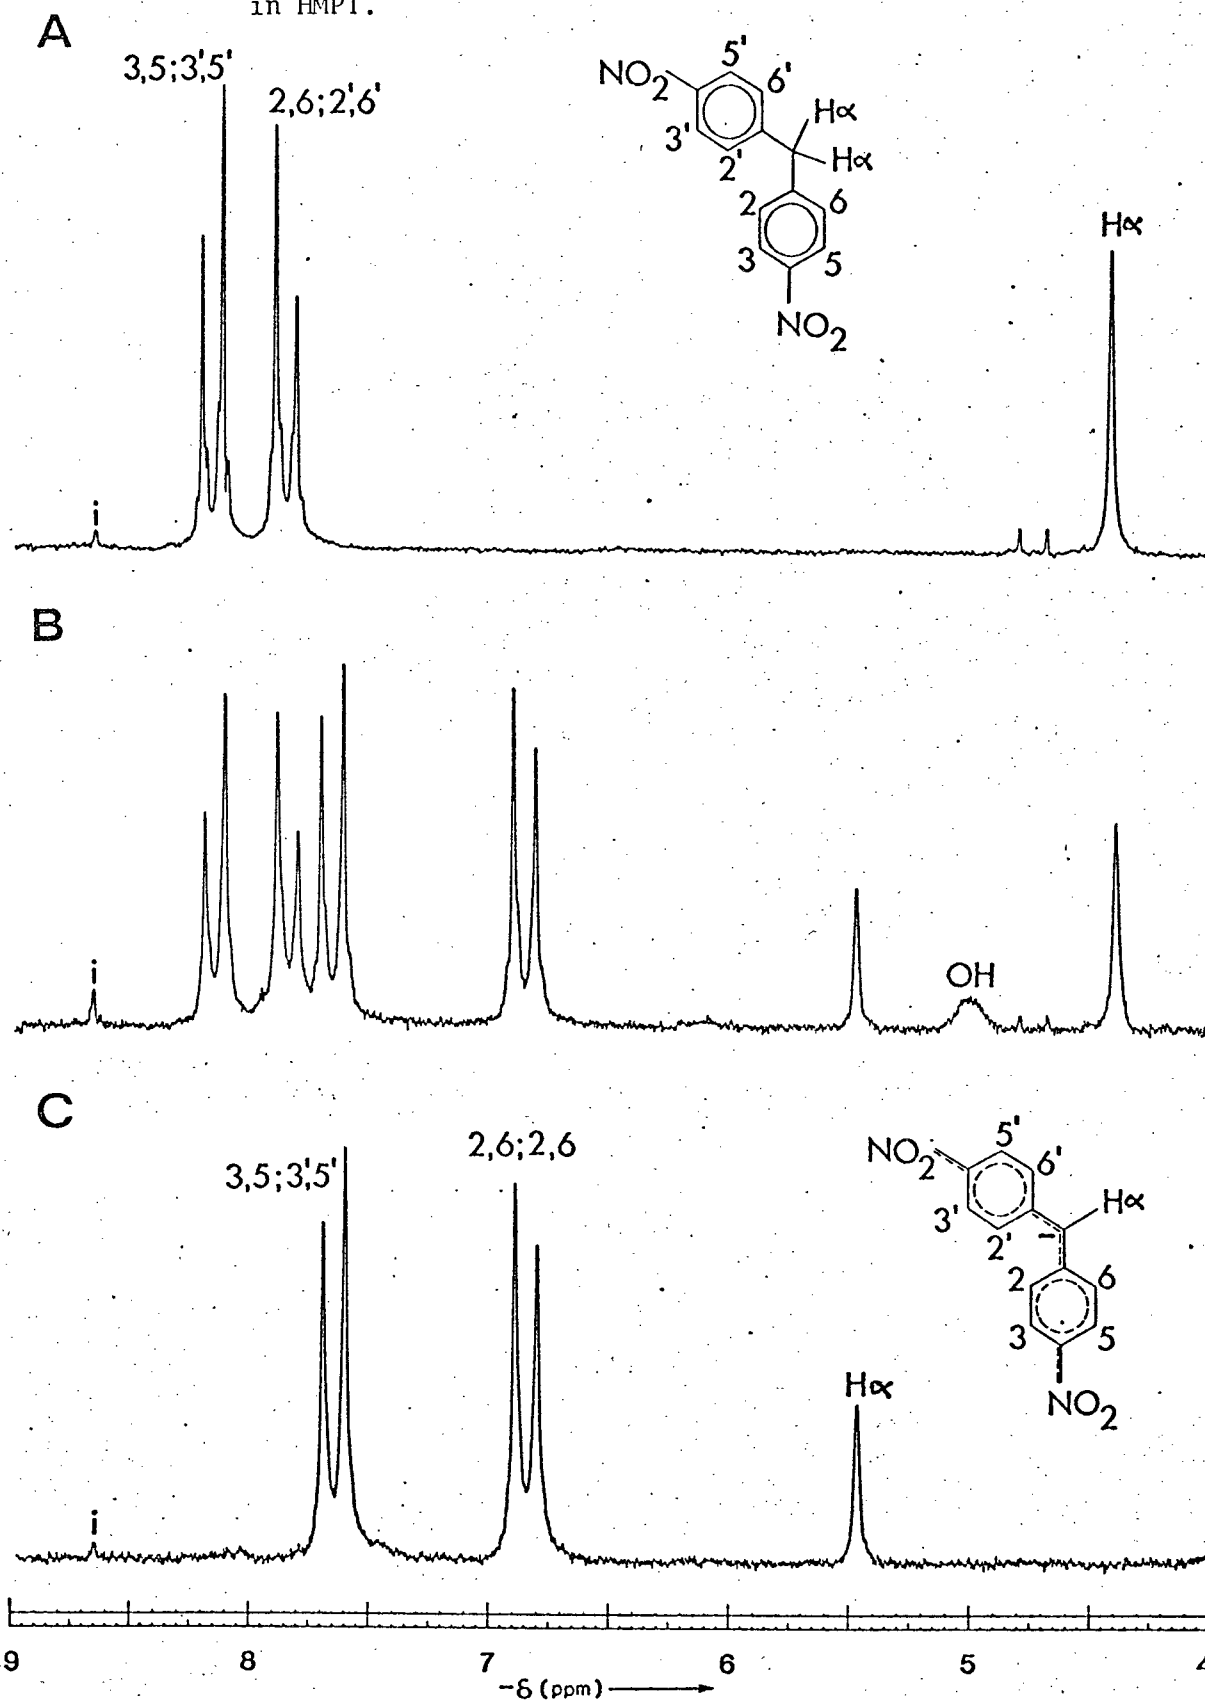 in HMPT.
A
3,5;3',5'
2,6;2',6'
NO2
5'
6'
3'
2'
Hα
Hα
2
6
3
5
NO2
Hα
i
B
i
OH
C
3,5;3',5'
2,6;2,6
NO2
5'
6'
3'
2'
Hα
-
2
6
3
5
NO2
Hα
i
9 8 7 6 5 4
-δ (ppm)